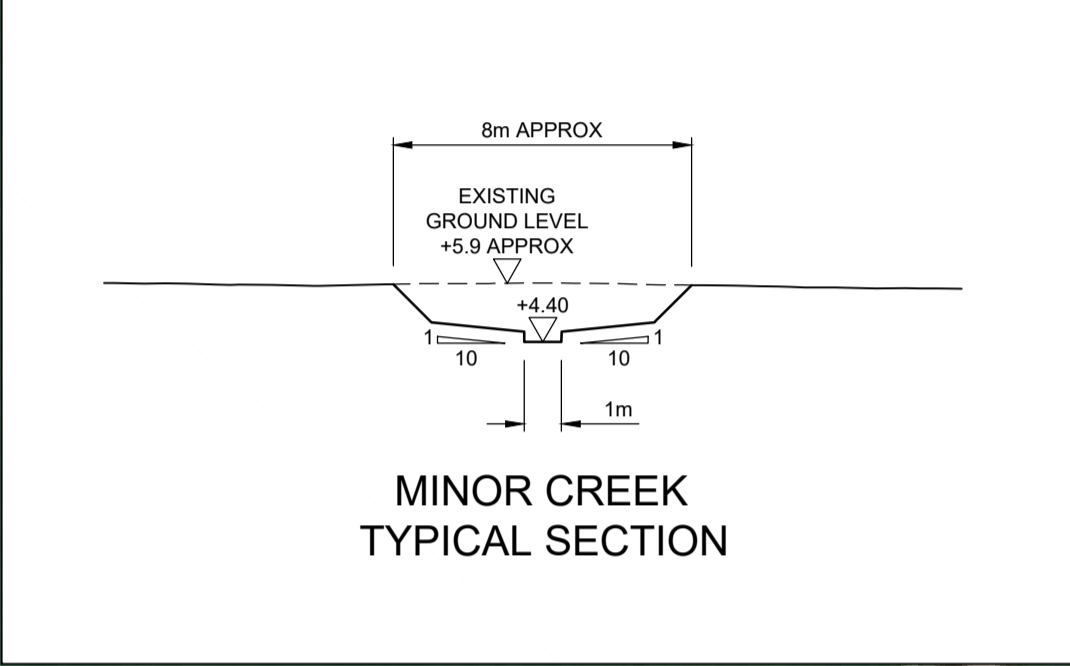 8m APPROX
EXISTING
GROUND LEVEL
+5.9 APPROX
+4.40
1
10
10
1
1m
MINOR CREEK
TYPICAL SECTION